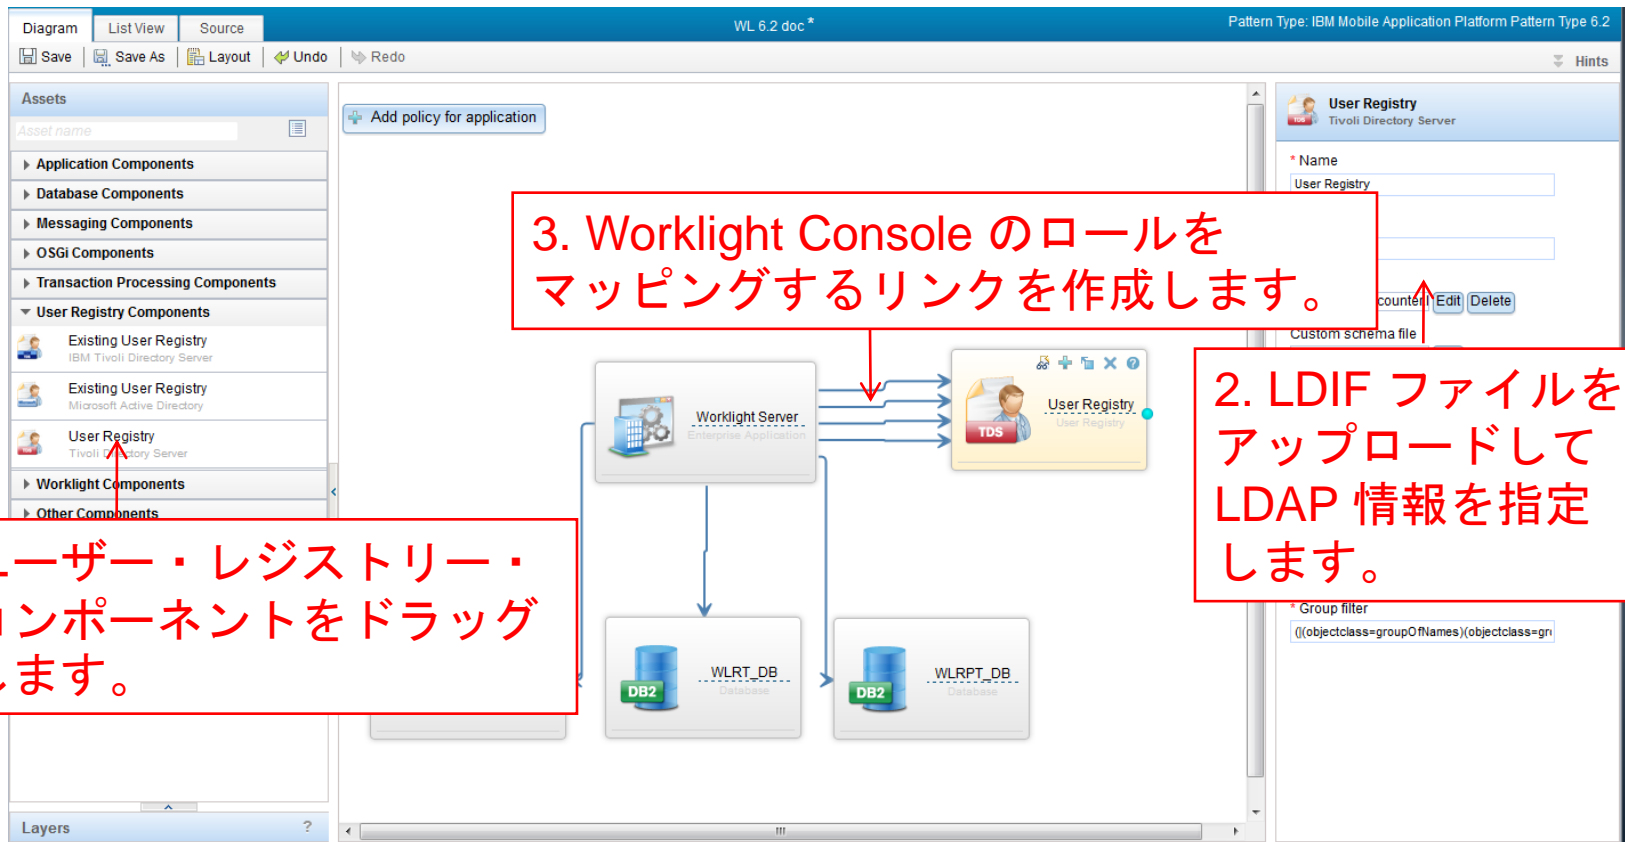 Diagram
List View
Source
WL 6.2 doc *
Pattern Type: IBM Mobile Application Platform Pattern Type 6.2
Save
Save As
Layout
Undo
Redo
Hints
Assets
Asset name
Application Components
Database Components
Messaging Components
OSGi Components
Transaction Processing Components
User Registry Components
Existing User Registry
IBM Tivoli Directory Server
Existing User Registry
Microsoft Active Directory
User Registry
Tivoli Directory Server
Worklight Components
Other Components
ユーザー・レジストリー・
コンポーネントをドラッグ
します。
Layers
?
Add policy for application
3. Worklight Console のロールを
マッピングするリンクを作成します。
Worklight Server
Enterprise Application
TDS
User Registry
User Registry
DB2
WLRT_DB
Database
DB2
WLRPT_DB
Database
User Registry
Tivoli Directory Server
* Name
User Registry
Edit
Delete
Custom schema file
2. LDIF ファイルを
アップロードして
LDAP 情報を指定
します。
* Group filter
(|(objectclass=groupOfNames)(objectclass=gr